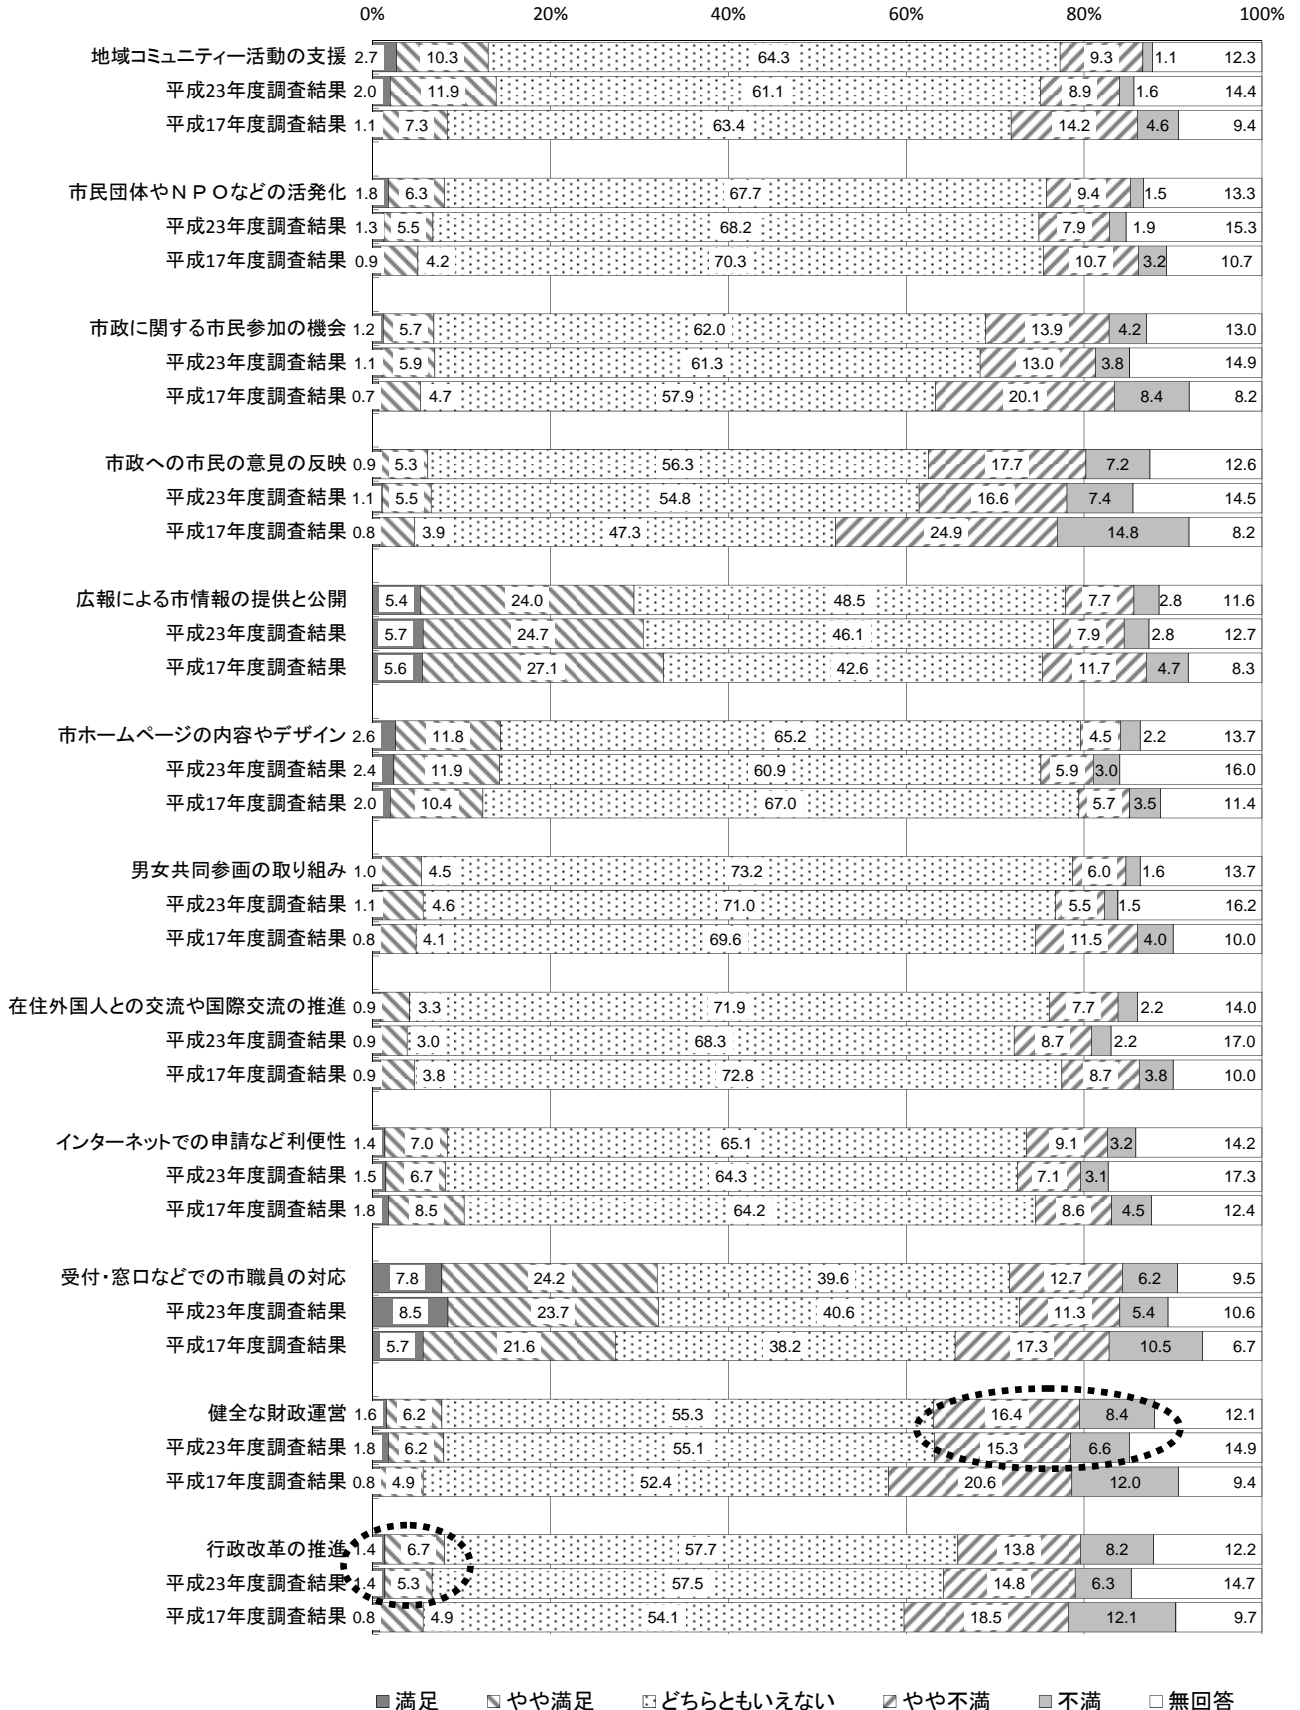 0% 20% 40% 60% 80% 100%
地域コミュニティー活動の支援 2.7 10.3 64.3 9.3 1.1 12.3
平成23年度調査結果 2.0 11.9 61.1 8.9 1.6 14.4
平成17年度調査結果 1.1 7.3 63.4 14.2 4.6 9.4
市民団体やＮＰＯなどの活発化 1.8 6.3 67.7 9.4 1.5 13.3
平成23年度調査結果 1.3 5.5 68.2 7.9 1.9 15.3
平成17年度調査結果 0.9 4.2 70.3 10.7 3.2 10.7
市政に関する市民参加の機会 1.2 5.7 62.0 13.9 4.2 13.0
平成23年度調査結果 1.1 5.9 61.3 13.0 3.8 14.9
平成17年度調査結果 0.7 4.7 57.9 20.1 8.4 8.2
市政への市民の意見の反映 0.9 5.3 56.3 17.7 7.2 12.6
平成23年度調査結果 1.1 5.5 54.8 16.6 7.4 14.5
平成17年度調査結果 0.8 3.9 47.3 24.9 14.8 8.2
広報による市情報の提供と公開 5.4 24.0 48.5 7.7 2.8 11.6
平成23年度調査結果 5.7 24.7 46.1 7.9 2.8 12.7
平成17年度調査結果 5.6 27.1 42.6 11.7 4.7 8.3
市ホームページの内容やデザイン 2.6 11.8 65.2 4.5 2.2 13.7
平成23年度調査結果 2.4 11.9 60.9 5.9 3.0 16.0
平成17年度調査結果 2.0 10.4 67.0 5.7 3.5 11.4
男女共同参画の取り組み 1.0 4.5 73.2 6.0 1.6 13.7
平成23年度調査結果 1.1 4.6 71.0 5.5 1.5 16.2
平成17年度調査結果 0.8 4.1 69.6 11.5 4.0 10.0
在住外国人との交流や国際交流の推進 0.9 3.3 71.9 7.7 2.2 14.0
平成23年度調査結果 0.9 3.0 68.3 8.7 2.2 17.0
平成17年度調査結果 0.9 3.8 72.8 8.7 3.8 10.0
インターネットでの申請など利便性 1.4 7.0 65.1 9.1 3.2 14.2
平成23年度調査結果 1.5 6.7 64.3 7.1 3.1 17.3
平成17年度調査結果 1.8 8.5 64.2 8.6 4.5 12.4
受付・窓口などでの市職員の対応 7.8 24.2 39.6 12.7 6.2 9.5
平成23年度調査結果 8.5 23.7 40.6 11.3 5.4 10.6
平成17年度調査結果 5.7 21.6 38.2 17.3 10.5 6.7
健全な財政運営 1.6 6.2 55.3 16.4 8.4 12.1
平成23年度調査結果 1.8 6.2 55.1 15.3 6.6 14.9
平成17年度調査結果 0.8 4.9 52.4 20.6 12.0 9.4
行政改革の推進 1.4 6.7 57.7 13.8 8.2 12.2
平成23年度調査結果 1.4 5.3 57.5 14.8 6.3 14.7
平成17年度調査結果 0.8 4.9 54.1 18.5 12.1 9.7
満足 やや満足 どちらともいえない やや不満 不満 無回答